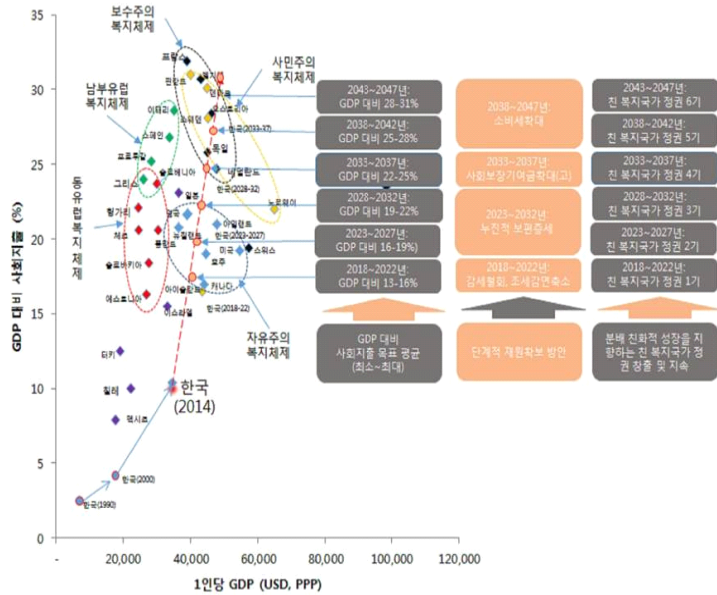 보수주의
복지체제
사민주의
복지체제
남부유럽
복지체제
동유럽복지체제
자유주의
복지체제
GDP 대비 사회지출 (%)
35
30
25
20
15
10
5
0
-
20,000
40,000
60,000
80,000
100,000
120,000
1인당 GDP (USD, PPP)
프랑스
핀란드
덴마크
오스트리아
이태리
스웨덴
한국(2033-37)
스페인
독일
포르투갈
슬로베니아
네덜란드
그리스
일본
한국(2028-32)
노르웨이
헝가리
영국
아일랜드
체코
폴란드
뉴질랜드
한국(2023-2027)
미국
스위스
호주
슬로바키아
아이슬란드
캐나다
에스토니아
이스라엘
한국(2018-22)
터키
칠레
멕시코
한국
(2014)
한국(2000)
한국(1990)
2043~2047년:
GDP 대비 28-31%
2038~2042년:
GDP 대비 25-28%
2033~2037년:
GDP 대비 22-25%
2028~2032년:
GDP 대비 19-22%
2023~2027년:
GDP 대비 16-19%)
2018~2022년:
GDP 대비 13-16%
GDP 대비
사회지출 목표 평균
(최소~최대)
2038~2047년:
소비세확대
2033~2037년:
사회보장기여금확대(고)
2023~2032년:
누진적 보편증세
2018~2022년:
감세철회, 조세감면축소
단계적 재원확보 방안
2043~2047년:
친 복지국가 정권 6기
2038~2042년:
친 복지국가 정권 5기
2033~2037년:
친 복지국가 정권 4기
2028~2032년:
친 복지국가 정권 3기
2023~2027년:
친 복지국가 정권 2기
2018~2022년:
친 복지국가 정권 1기
분배 친화적 성장을 지
향하는 친 복지국가 정
권 창출 및 지속